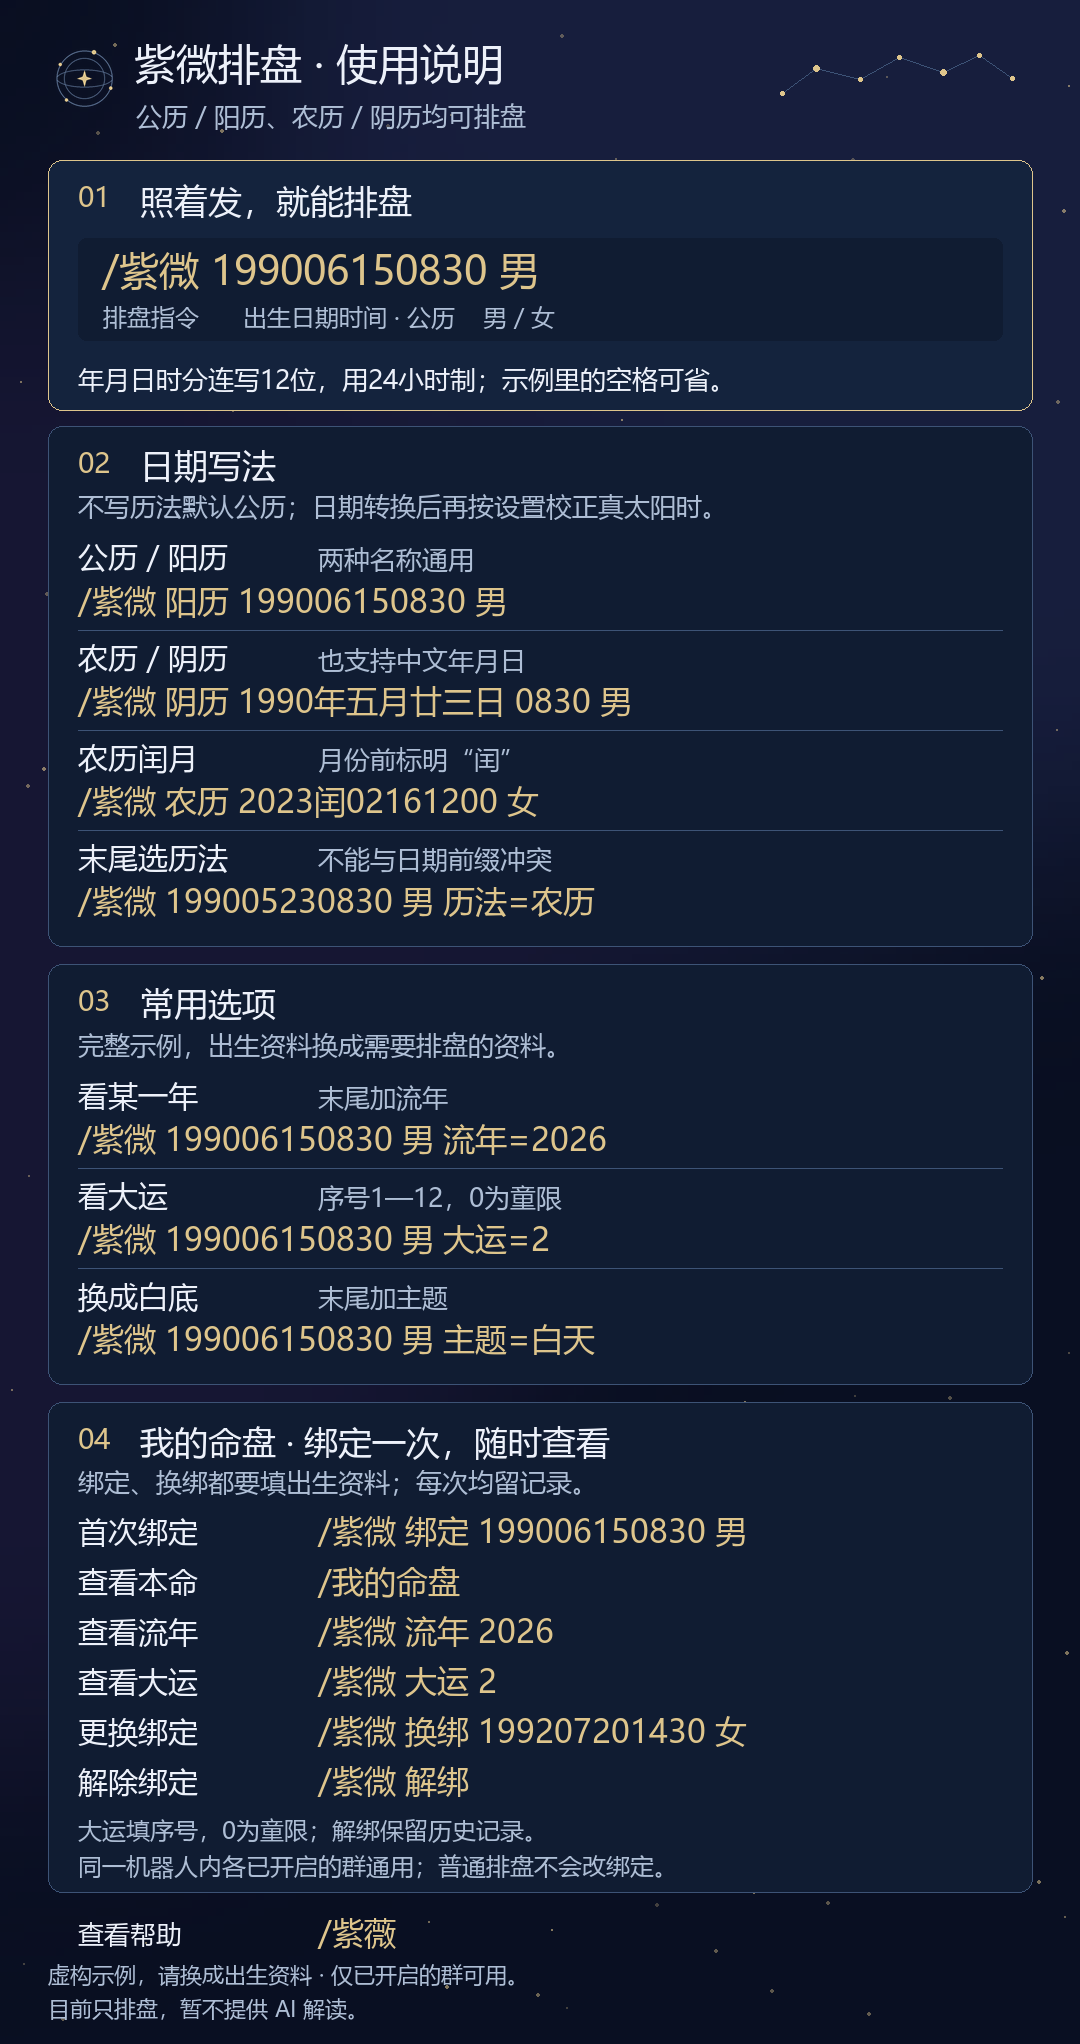 紫微排盘 · 使用说明
公历 / 阳历、农历 / 阴历均可排盘
01 照着发，就能排盘
/紫微 199006150830 男
排盘指令 出生日期时间 · 公历 男 / 女
年月日时分连写12位，用24小时制；示例里的空格可省。
02 日期写法
不写历法默认公历；日期转换后再按设置校正真太阳时。
公历 / 阳历 两种名称通用
/紫微 阳历 199006150830 男
农历 / 阴历 也支持中文年月日
/紫微 阴历 1990年五月廿三日 0830 男
农历闰月 月份前标明“闰”
/紫微 农历 2023闰02161200 女
末尾选历法 不能与日期前缀冲突
/紫微 199005230830 男 历法=农历
03 常用选项
完整示例，出生资料换成需要排盘的资料。
看某一年 末尾加流年
/紫微 199006150830 男 流年=2026
看大运 序号1—12，0为童限
/紫微 199006150830 男 大运=2
换成白底 末尾加主题
/紫微 199006150830 男 主题=白天
04 我的命盘 · 绑定一次，随时查看
绑定、换绑都要填出生资料；每次均留记录。
首次绑定 /紫微 绑定 199006150830 男
查看本命 /我的命盘
查看流年 /紫微 流年 2026
查看大运 /紫微 大运 2
更换绑定 /紫微 换绑 199207201430 女
解除绑定 /紫微 解绑
大运填序号，0为童限；解绑保留历史记录。
同一机器人内各已开启的群通用；普通排盘不会改绑定。
查看帮助 /紫薇
虚构示例，请换成出生资料 · 仅已开启的群可用。
目前只排盘，暂不提供 AI 解读。